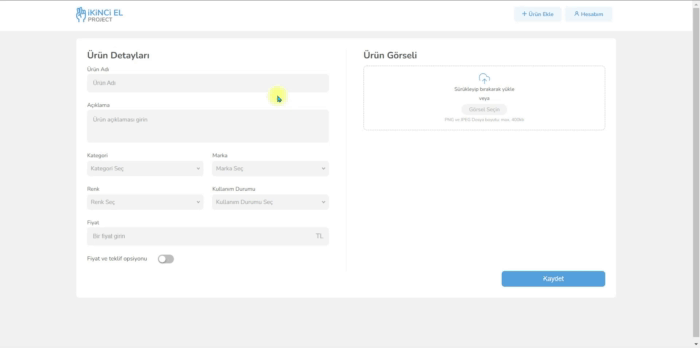 İKİNCİ EL
PROJECT
+ Ürün Ekle
Hesabım
Ürün Detayları
Ürün Adı
Ürün Adı
Açıklama
Ürün açıklaması girin
Kategori
Marka
Kategori Seç
Marka Seç
Renk
Kullanım Durumu
Renk Seç
Kullanım Durumu Seç
Fiyat
Bir fiyat girin
TL
Fiyat ve teklif opsiyonu
Ürün Görseli
Sürükleyip bırakarak yükle
veya
Görsel Seçin
PNG ve JPEG Dosya boyutu: max. 100kb
Kaydet